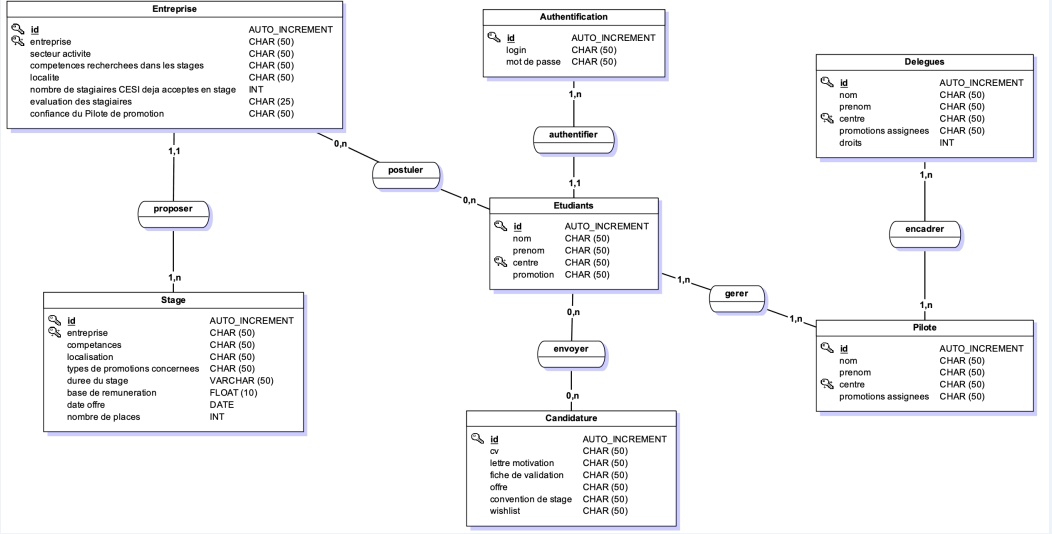 Entreprise
id AUTO_INCREMENT
entreprise CHAR (50)
secteur activite CHAR (50)
competences recherchees dans les stages CHAR (50)
localite CHAR (50)
nombre de stagiaires CESI deja acceptes en stage INT
evaluation des stagiaires CHAR (25)
confiance du Pilote de promotion CHAR (50)
Authentification
id AUTO_INCREMENT
login CHAR (50)
mot de passe CHAR (50)
Delegues
id AUTO_INCREMENT
nom CHAR (50)
prenom CHAR (50)
centre CHAR (50)
promotions assignees CHAR (50)
droits INT
1,1
0,n
1,n
1,n
authentifier
postuler
proposer
1,1
0,n
encadrer
Etudiants
id AUTO_INCREMENT
nom CHAR (50)
prenom CHAR (50)
centre CHAR (50)
promotion CHAR (50)
1,n
1,n
gerer
1,n
1,n
Stage
id AUTO_INCREMENT
entreprise CHAR (50)
competances CHAR (50)
localisation CHAR (50)
types de promotions concernees CHAR (50)
duree du stage VARCHAR (50)
base de remuneration FLOAT (10)
date offre DATE
nombre de places INT
0,n
envoyer
0,n
Pilote
id AUTO_INCREMENT
nom CHAR (50)
prenom CHAR (50)
centre CHAR (50)
promotions assignees CHAR (50)
Candidature
id AUTO_INCREMENT
cv CHAR (50)
lettre motivation CHAR (50)
fiche de validation CHAR (50)
offre CHAR (50)
convention de stage CHAR (50)
wishlist CHAR (50)